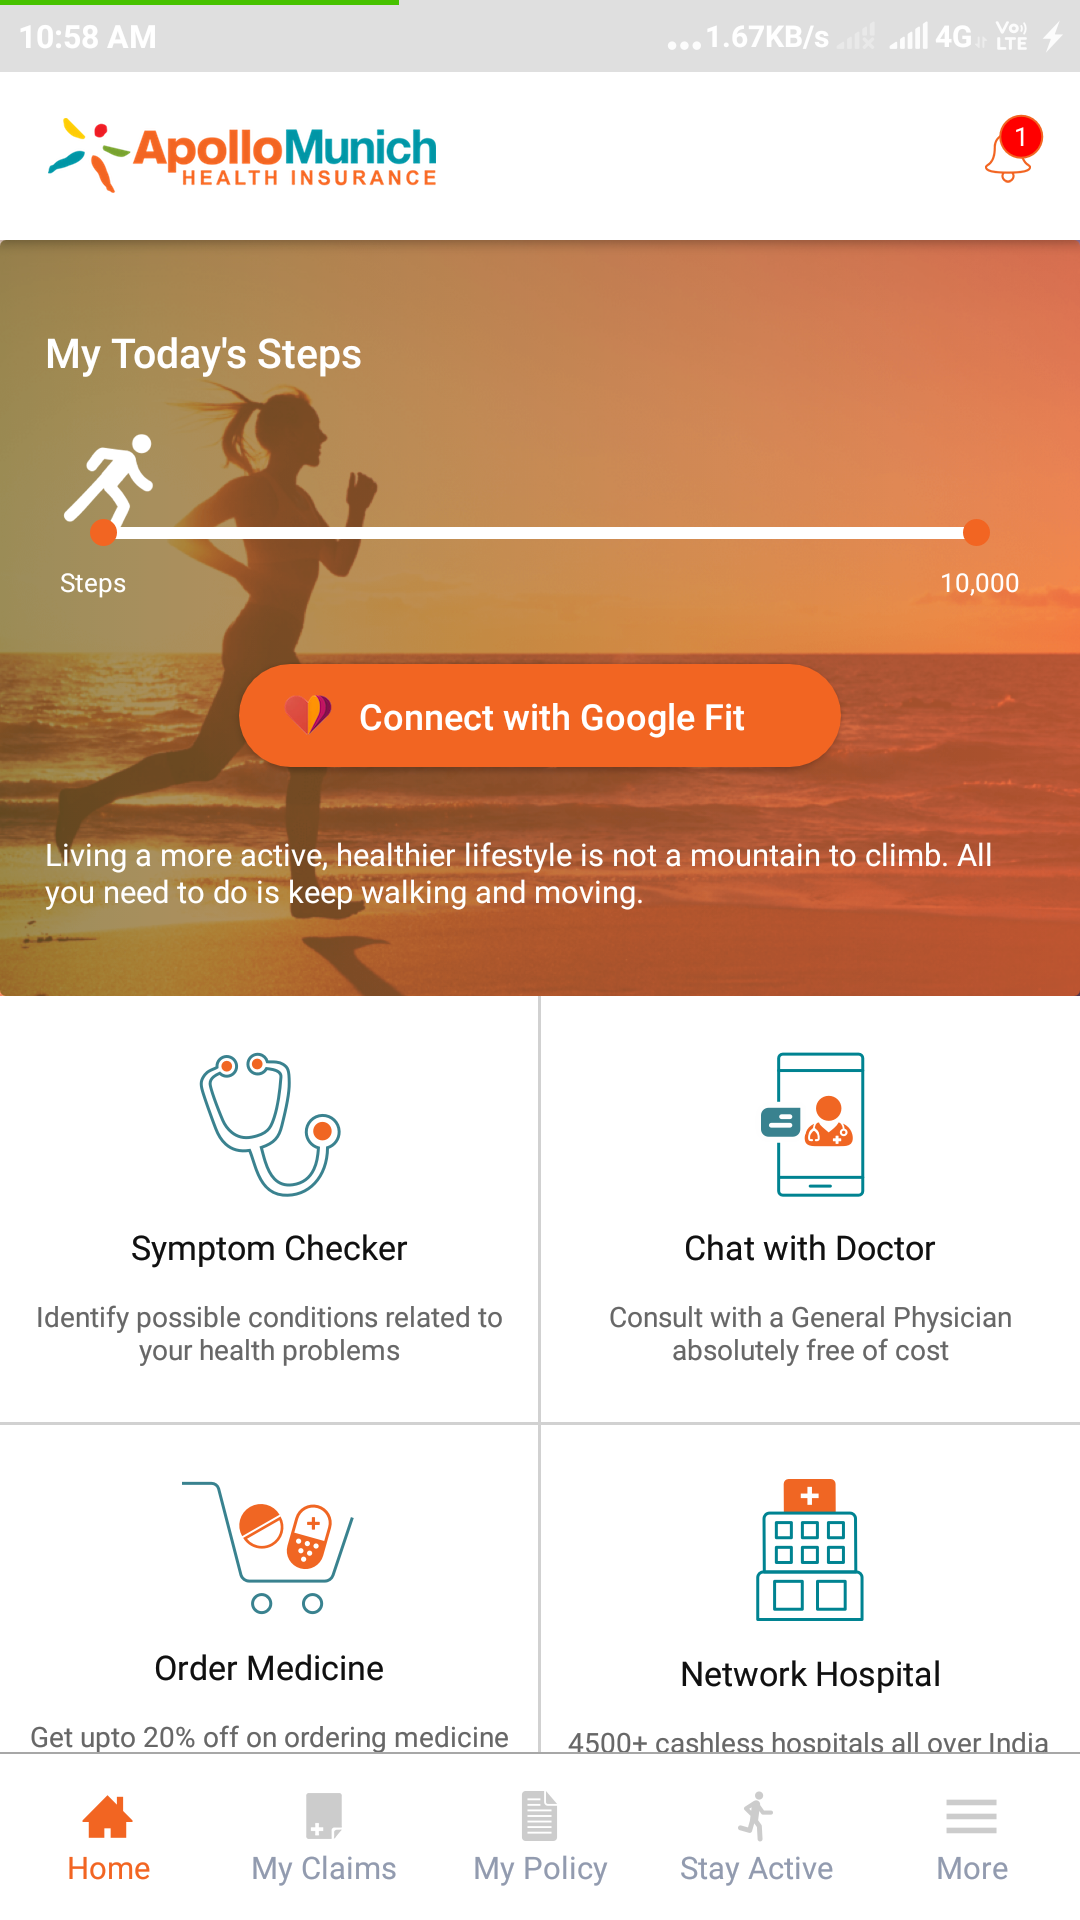 10:58 AM
...1.67KB/s 4G VoLTE
ApolloMunich
HEALTH INSURANCE
1
My Today's Steps
Steps
10,000
Connect with Google Fit
Living a more active, healthier lifestyle is not a mountain to climb. All
you need to do is keep walking and moving.
Symptom Checker
Identify possible conditions related to
your health problems
Chat with Doctor
Consult with a General Physician
absolutely free of cost
Order Medicine
Get upto 20% off on ordering medicine
Network Hospital
4500+ cashless hospitals all over India
Home
My Claims
My Policy
Stay Active
More